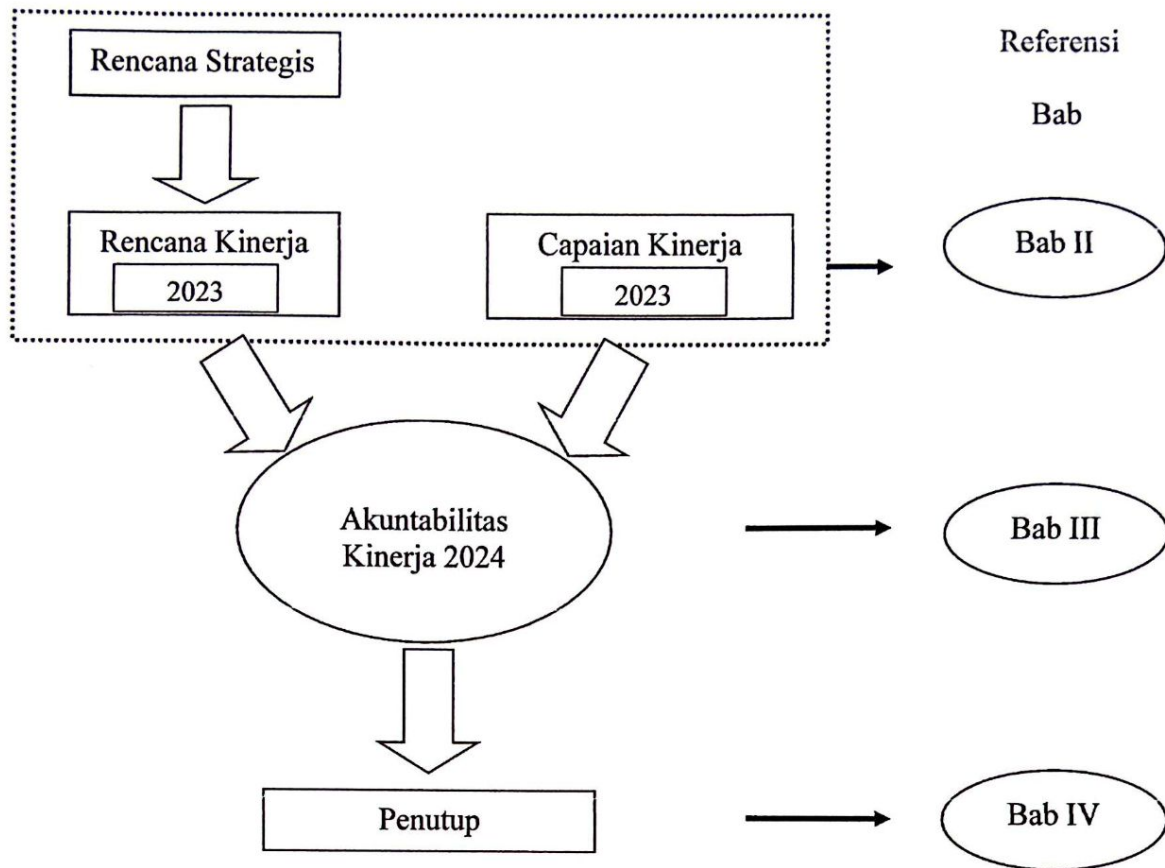 Referensi
Rencana Strategis
Bab
Rencana Kinerja
2023
Capaian Kinerja
2023
Bab II
Akuntabilitas
Kinerja 2024
Bab III
Penutup
Bab IV